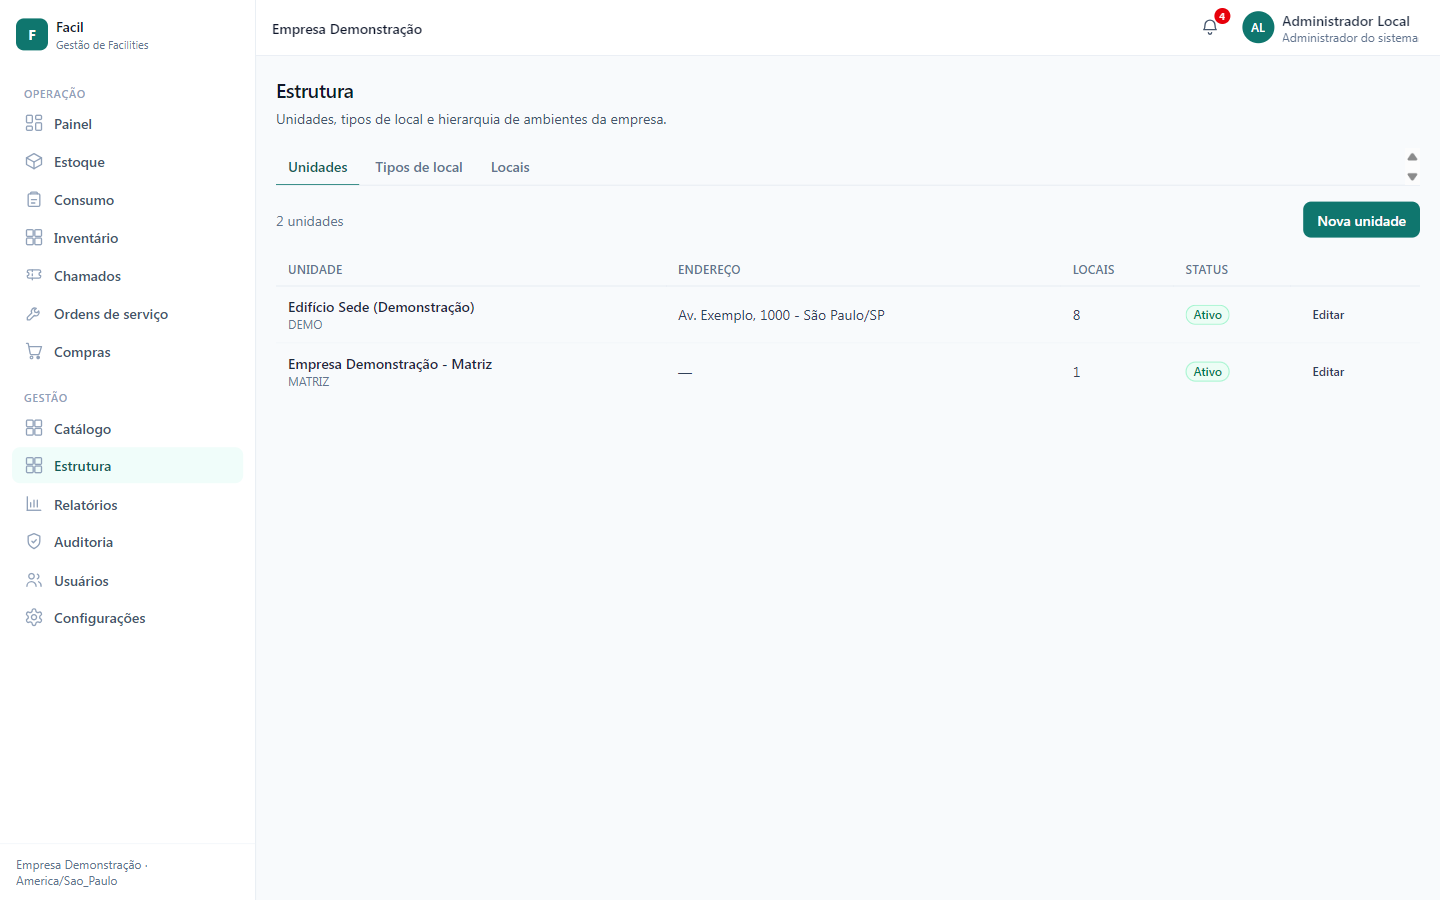 F
Facil
Gestão de Facilities
Empresa Demonstração
4
AL
Administrador Local
Administrador do sistema
OPERAÇÃO
Painel
Estoque
Consumo
Inventário
Chamados
Ordens de serviço
Compras
GESTÃO
Catálogo
Estrutura
Relatórios
Auditoria
Usuários
Configurações
Empresa Demonstração ·
America/Sao_Paulo
Estrutura
Unidades, tipos de local e hierarquia de ambientes da empresa.
Unidades Tipos de local Locais
2 unidades
Nova unidade
UNIDADE ENDEREÇO LOCAIS STATUS
Edifício Sede (Demonstração)
DEMO
Av. Exemplo, 1000 - São Paulo/SP 8 Ativo Editar
Empresa Demonstração - Matriz
MATRIZ
— 1 Ativo Editar